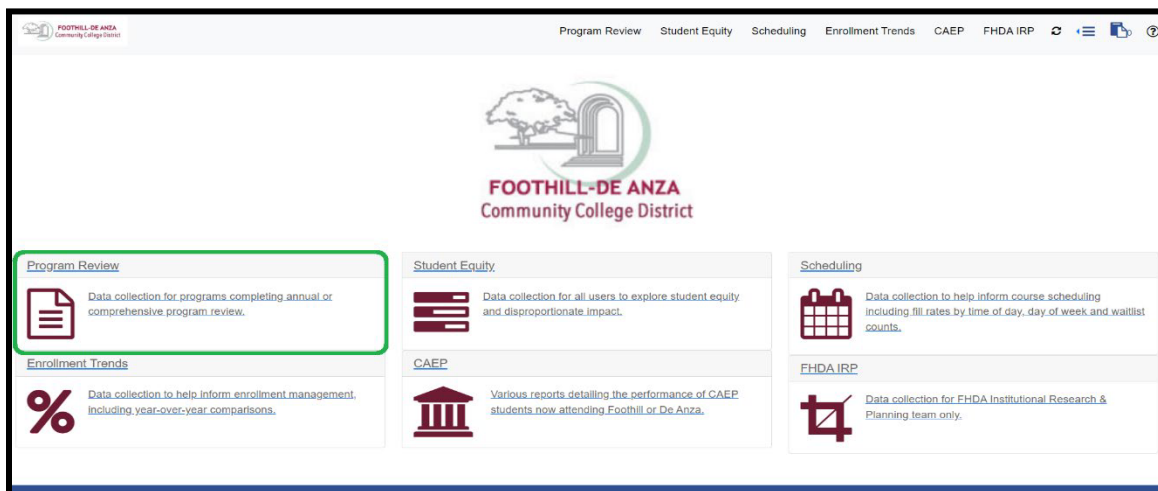 FOOTHILL-DE ANZA
Community College District
Program Review Student Equity Scheduling Enrollment Trends CAEP FHDA IRP
FOOTHILL-DE ANZA
Community College District
Program Review
Data collection for programs completing annual or
comprehensive program review.
Student Equity
Data collection for all users to explore student equity
and disproportionate impact.
Scheduling
Data collection to help inform course scheduling
including fill rates by time of day, day of week and waitlist
counts.
Enrollment Trends
Data collection to help inform enrollment management,
including year-over-year comparisons.
CAEP
Various reports detailing the performance of CAEP
students now attending Foothill or De Anza.
FHDA IRP
Data collection for FHDA Institutional Research &
Planning team only.